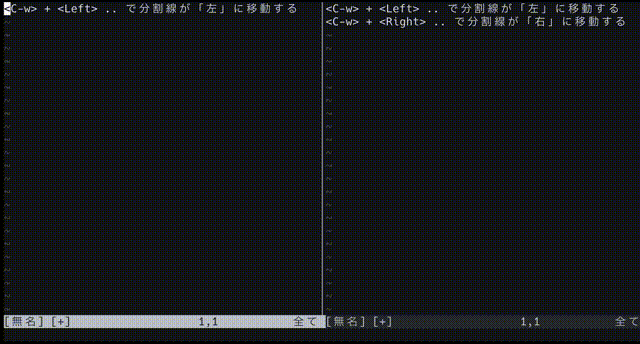 <C-w> + <Left> .. で分割線が「左」に移動する
[無名] [+] 1,1 全て
<C-w> + <Left> .. で分割線が「左」に移動する
<C-w> + <Right> .. で分割線が「右」に移動する
[無名] [+] 1,1 全て